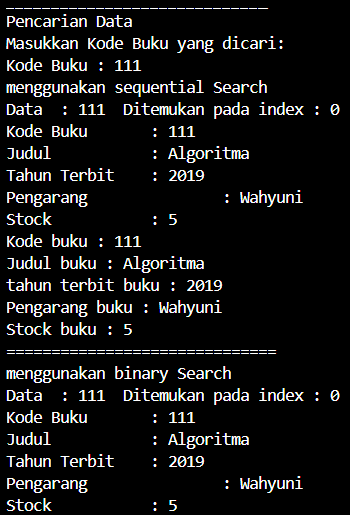 _____________________________
Pencarian Data
Masukkan Kode Buku yang dicari:
Kode Buku : 111
menggunakan sequential Search
Data  : 111  Ditemukan pada index : 0
Kode Buku       : 111
Judul           : Algoritma
Tahun Terbit    : 2019
Pengarang               : Wahyuni
Stock           : 5
Kode buku : 111
Judul buku : Algoritma
tahun terbit buku : 2019
Pengarang buku : Wahyuni
Stock buku : 5
==============================
menggunakan binary Search
Data  : 111  Ditemukan pada index : 0
Kode Buku       : 111
Judul           : Algoritma
Tahun Terbit    : 2019
Pengarang               : Wahyuni
Stock           : 5